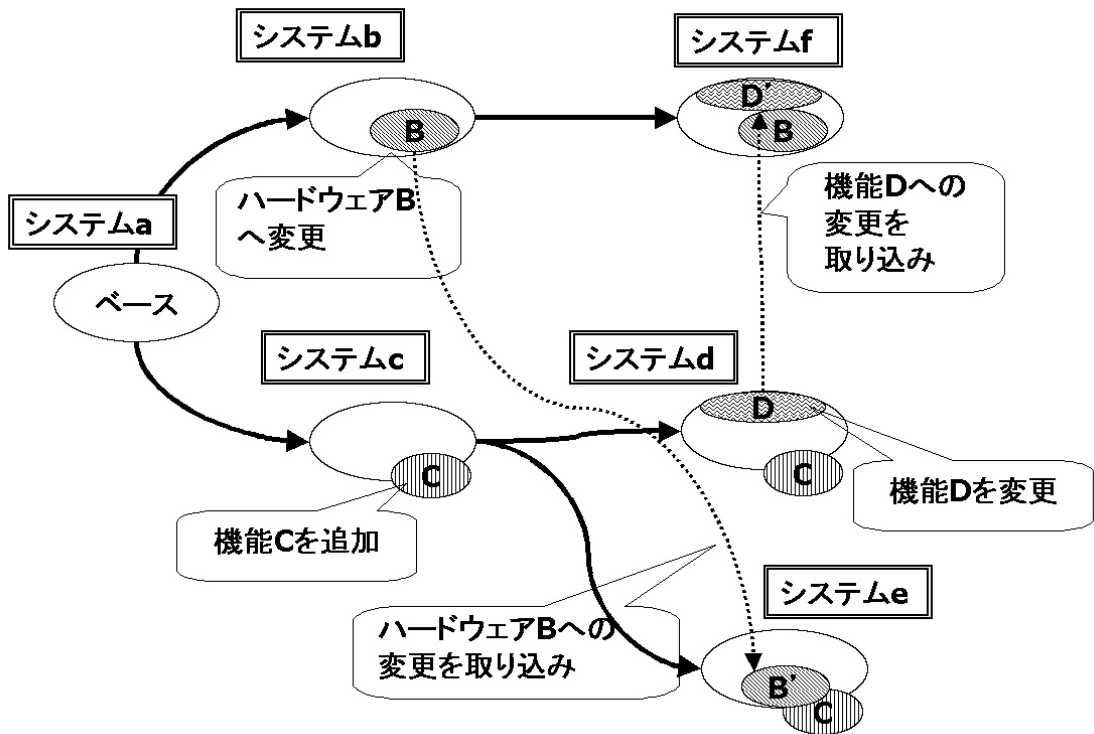 システムb
システムf
D'
B
B
ハードウェアB
へ変更
機能Dへの
変更を
取り込み
システムa
ベース
システムc
システムd
D
C
C
機能Dを変更
機能Cを追加
システムe
ハードウェアBへの
変更を取り込み
B'
C